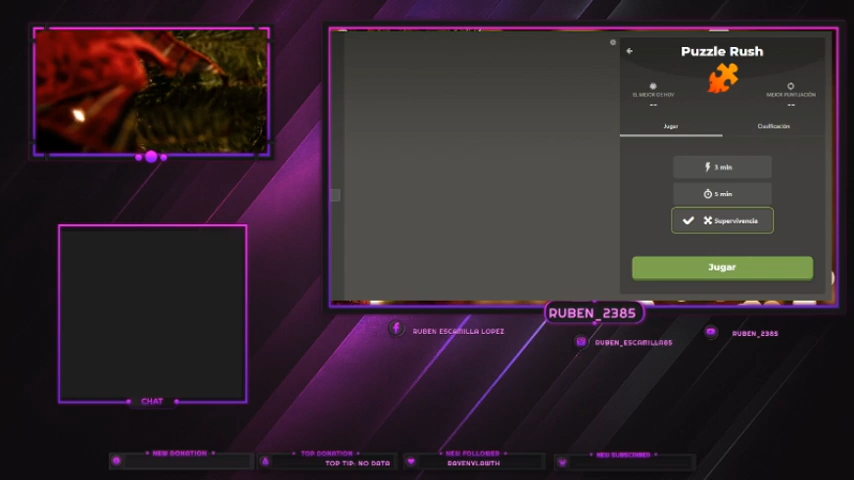 Puzzle Rush
EL MEJOR DE HOY
--
MEJOR PUNTUACIÓN
--
Jugar
Clasificación
3 min
5 min
Supervivencia
Jugar
RUBEN_2385
RUBEN ESCAMILLA LOPEZ
RUBEN_ESCAMILLA85
RUBEN_2385
CHAT
NEW DONATION
TOP DONATION
TOP TIP: NO DATA
NEW FOLLOWER
RAVENYLAWTH
NEW SUBSCRIBER